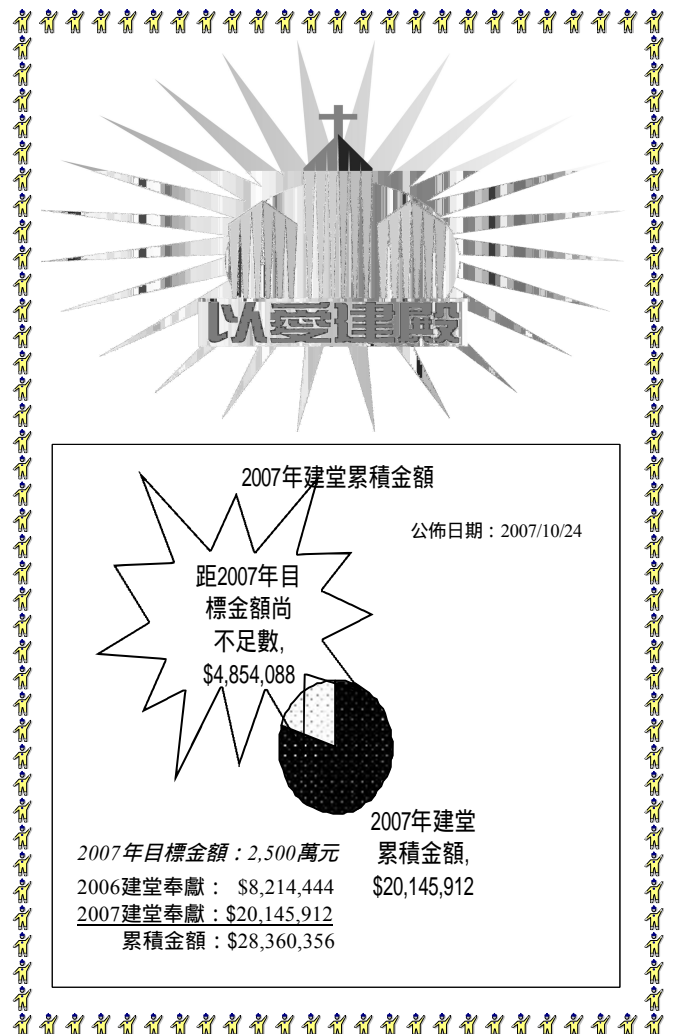 以愛建殿
2007年建堂累積金額
公佈日期：2007/10/24
距2007年目
標金額尚
不足數,
$4,854,088
2007年建堂
累積金額,
$20,145,912
2007年目標金額：2,500萬元
2006建堂奉獻： $8,214,444
2007建堂奉獻：$20,145,912
累積金額：$28,360,356